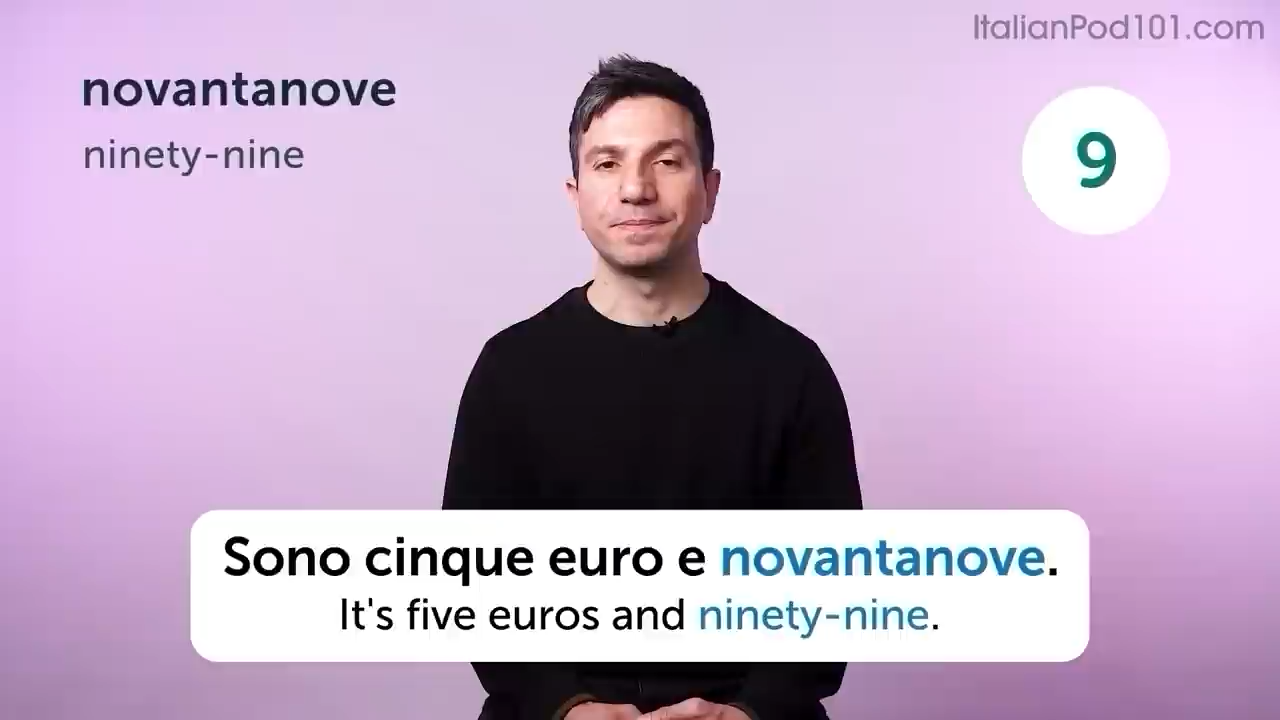 ItalianPod101.com
novantanove
ninety-nine
9
Sono cinque euro e novantanove.
It's five euros and ninety-nine.